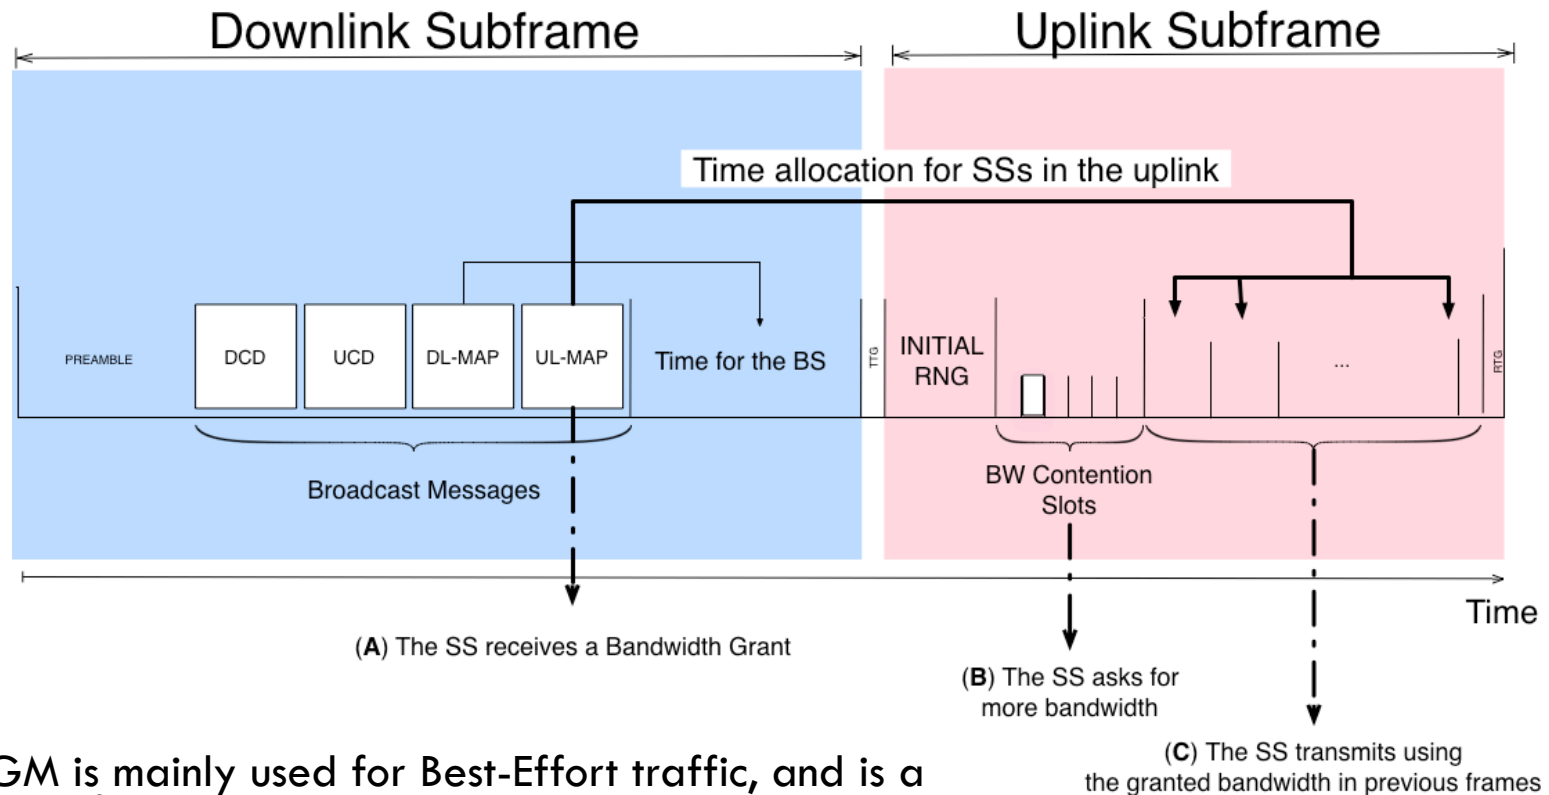 Downlink Subframe
Uplink Subframe
Time allocation for SSs in the uplink
PREAMBLE
DCD
UCD
DL-MAP
UL-MAP
Time for the BS
TTG
INITIAL
RNG
...
RTG
Broadcast Messages
BW Contention
Slots
Time
(A) The SS receives a Bandwidth Grant
(B) The SS asks for
more bandwidth
(C) The SS transmits using
the granted bandwidth in previous frames
GM is mainly used for Best-Effort traffic, and is a